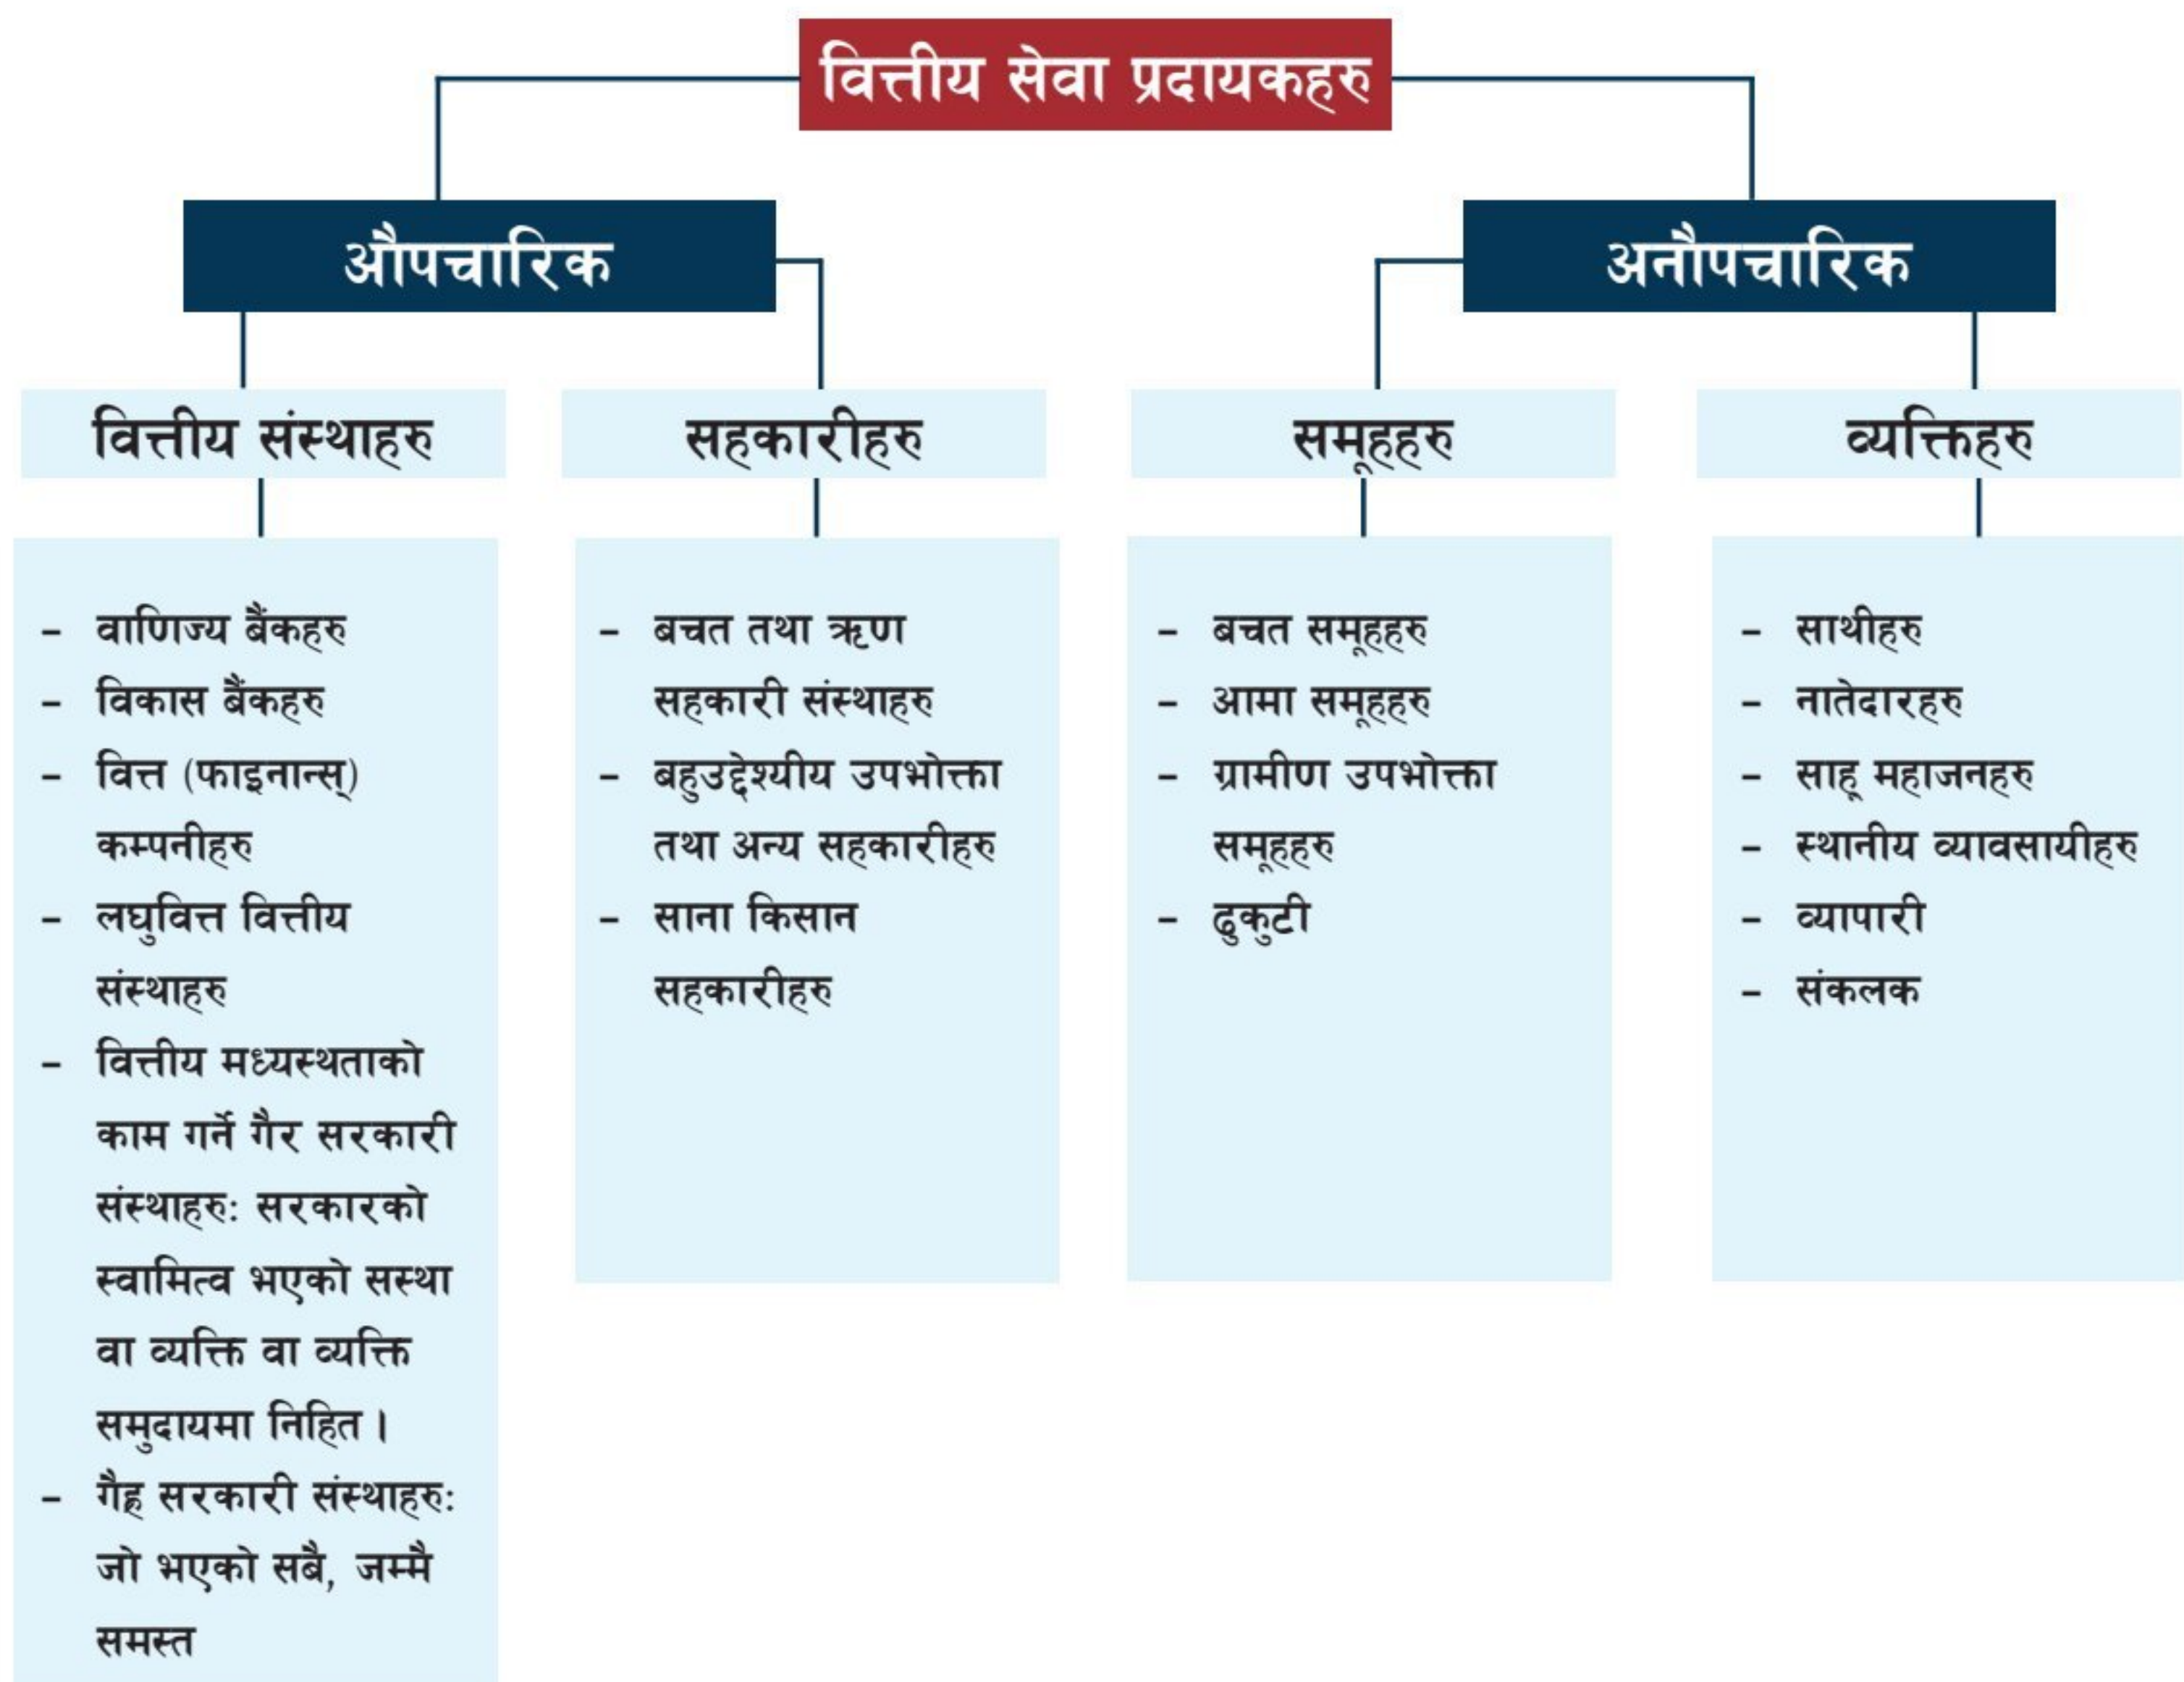 वित्तीय सेवा प्रदायकहरु
औपचारिक
अनौपचारिक
वित्तीय संस्थाहरु
सहकारीहरु
समूहहरु
व्यक्तिहरु
– वाणिज्य बैंकहरु
– विकास बैंकहरु
– वित्त (फाइनान्स्)
कम्पनीहरु
– लघुवित्त वित्तीय
संस्थाहरु
– वित्तीय मध्यस्थताको
काम गर्ने गैर सरकारी
संस्थाहरुः सरकारको
स्वामित्व भएको सस्था
वा व्यक्ति वा व्यक्ति
समुदायमा निहित ।
– गैह्र सरकारी संस्थाहरुः
जो भएको सबै, जम्मै
समस्त
– बचत तथा ऋण
सहकारी संस्थाहरु
– बहुउद्देश्यीय उपभोक्ता
तथा अन्य सहकारीहरु
– साना किसान
सहकारीहरु
– बचत समूहहरु
– आमा समूहहरु
– ग्रामीण उपभोक्ता
समूहहरु
– ढुकुटी
– साथीहरु
– नातेदारहरु
– साहू महाजनहरु
– स्थानीय व्यावसायीहरु
– व्यापारी
– संकलक